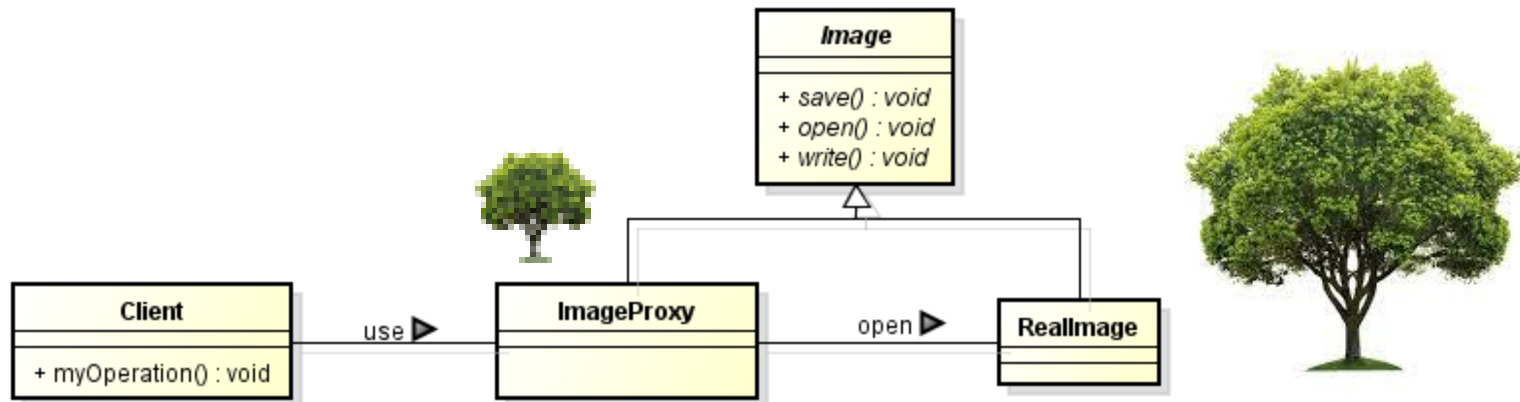 Image
+ save() : void
+ open() : void
+ write() : void
Client
+ myOperation() : void
use
ImageProxy
open
RealImage